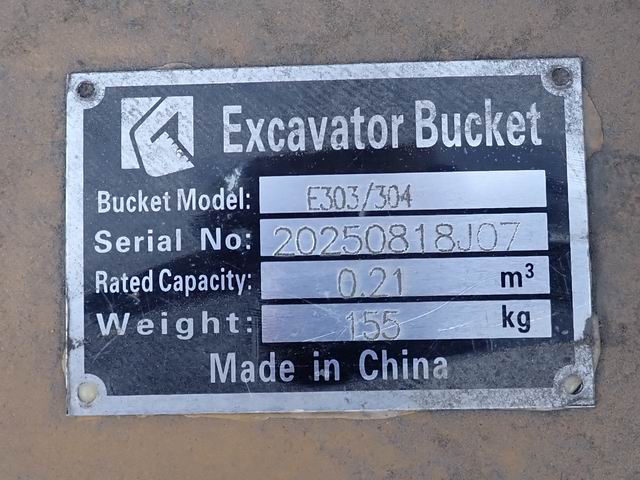 Excavator Bucket
Bucket Model: E303/304
Serial No: 20250818J07
Rated Capacity: 0.21 m³
Weight: 155 kg
Made in China